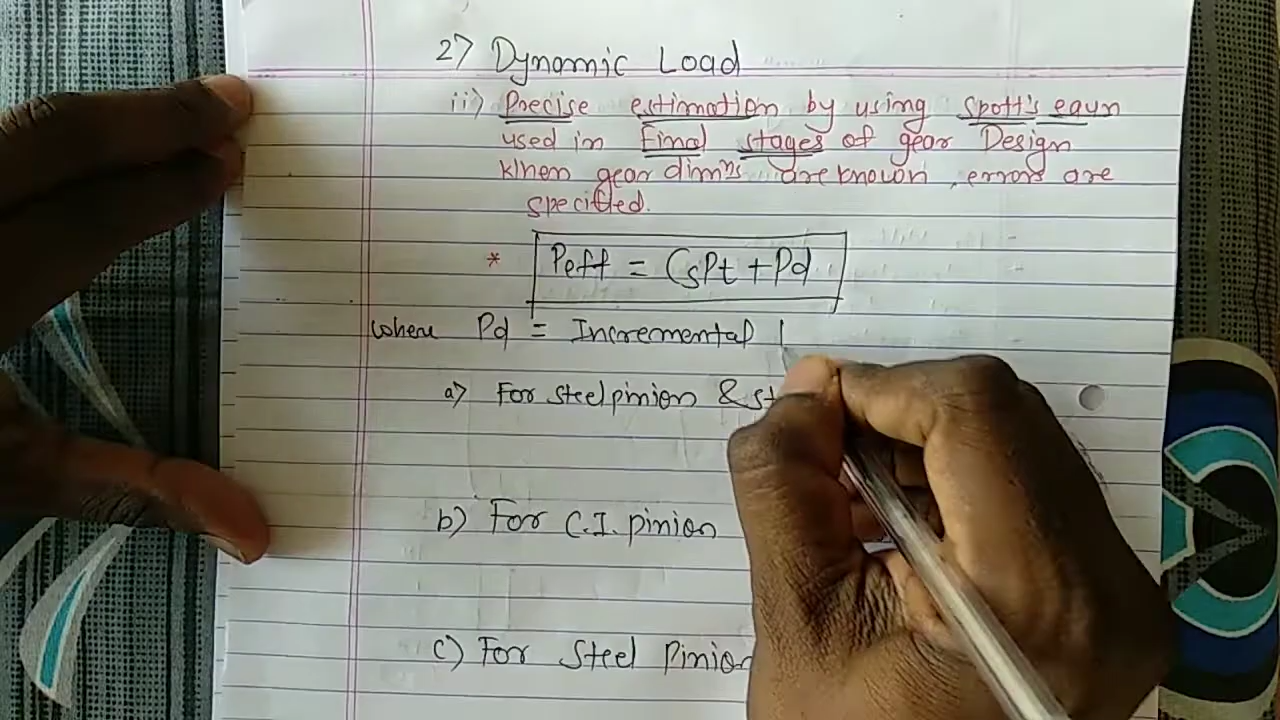 2) Dynamic Load
ii) Precise estimation by using Spott's equn
used in Final stages of gear Design
When gear dimns are known, errors are
specified.
* Peff = CsPt + Pd
where Pd = Incremental l
a) For steel pinion & st
b) For C.I. pinion
c) For Steel Pinion